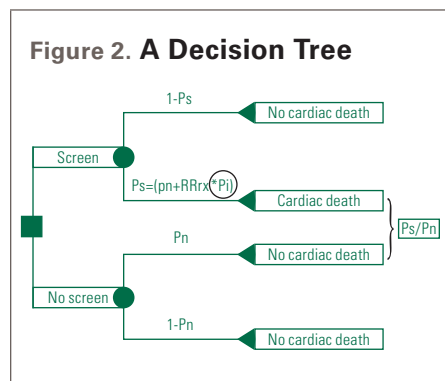 Figure 2. A Decision Tree
1-Ps
No cardiac death
Screen
Ps=(pn+RRrx*Pi)
Cardiac death
Ps/Pn
Pn
No cardiac death
No screen
1-Pn
No cardiac death